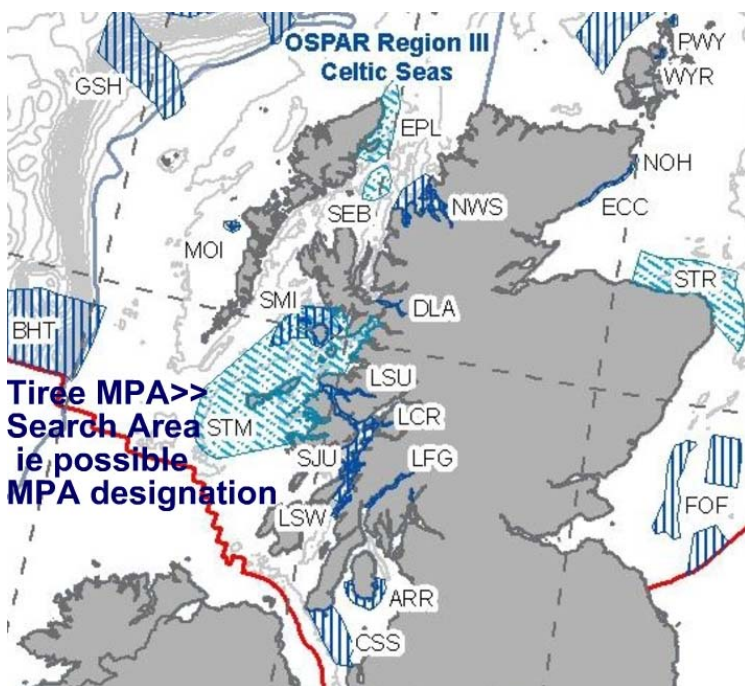 OSPAR Region III
Celtic Seas
PWY
GSH
WYR
EPL
NOH
SEB
NWS
ECC
MOI
STR
SMI
DLA
BHT
LSU
Tiree MPA>>
Search Area
ie possible
MPA designation
STM
LCR
SJU
LFG
LSW
FOF
ARR
CSS